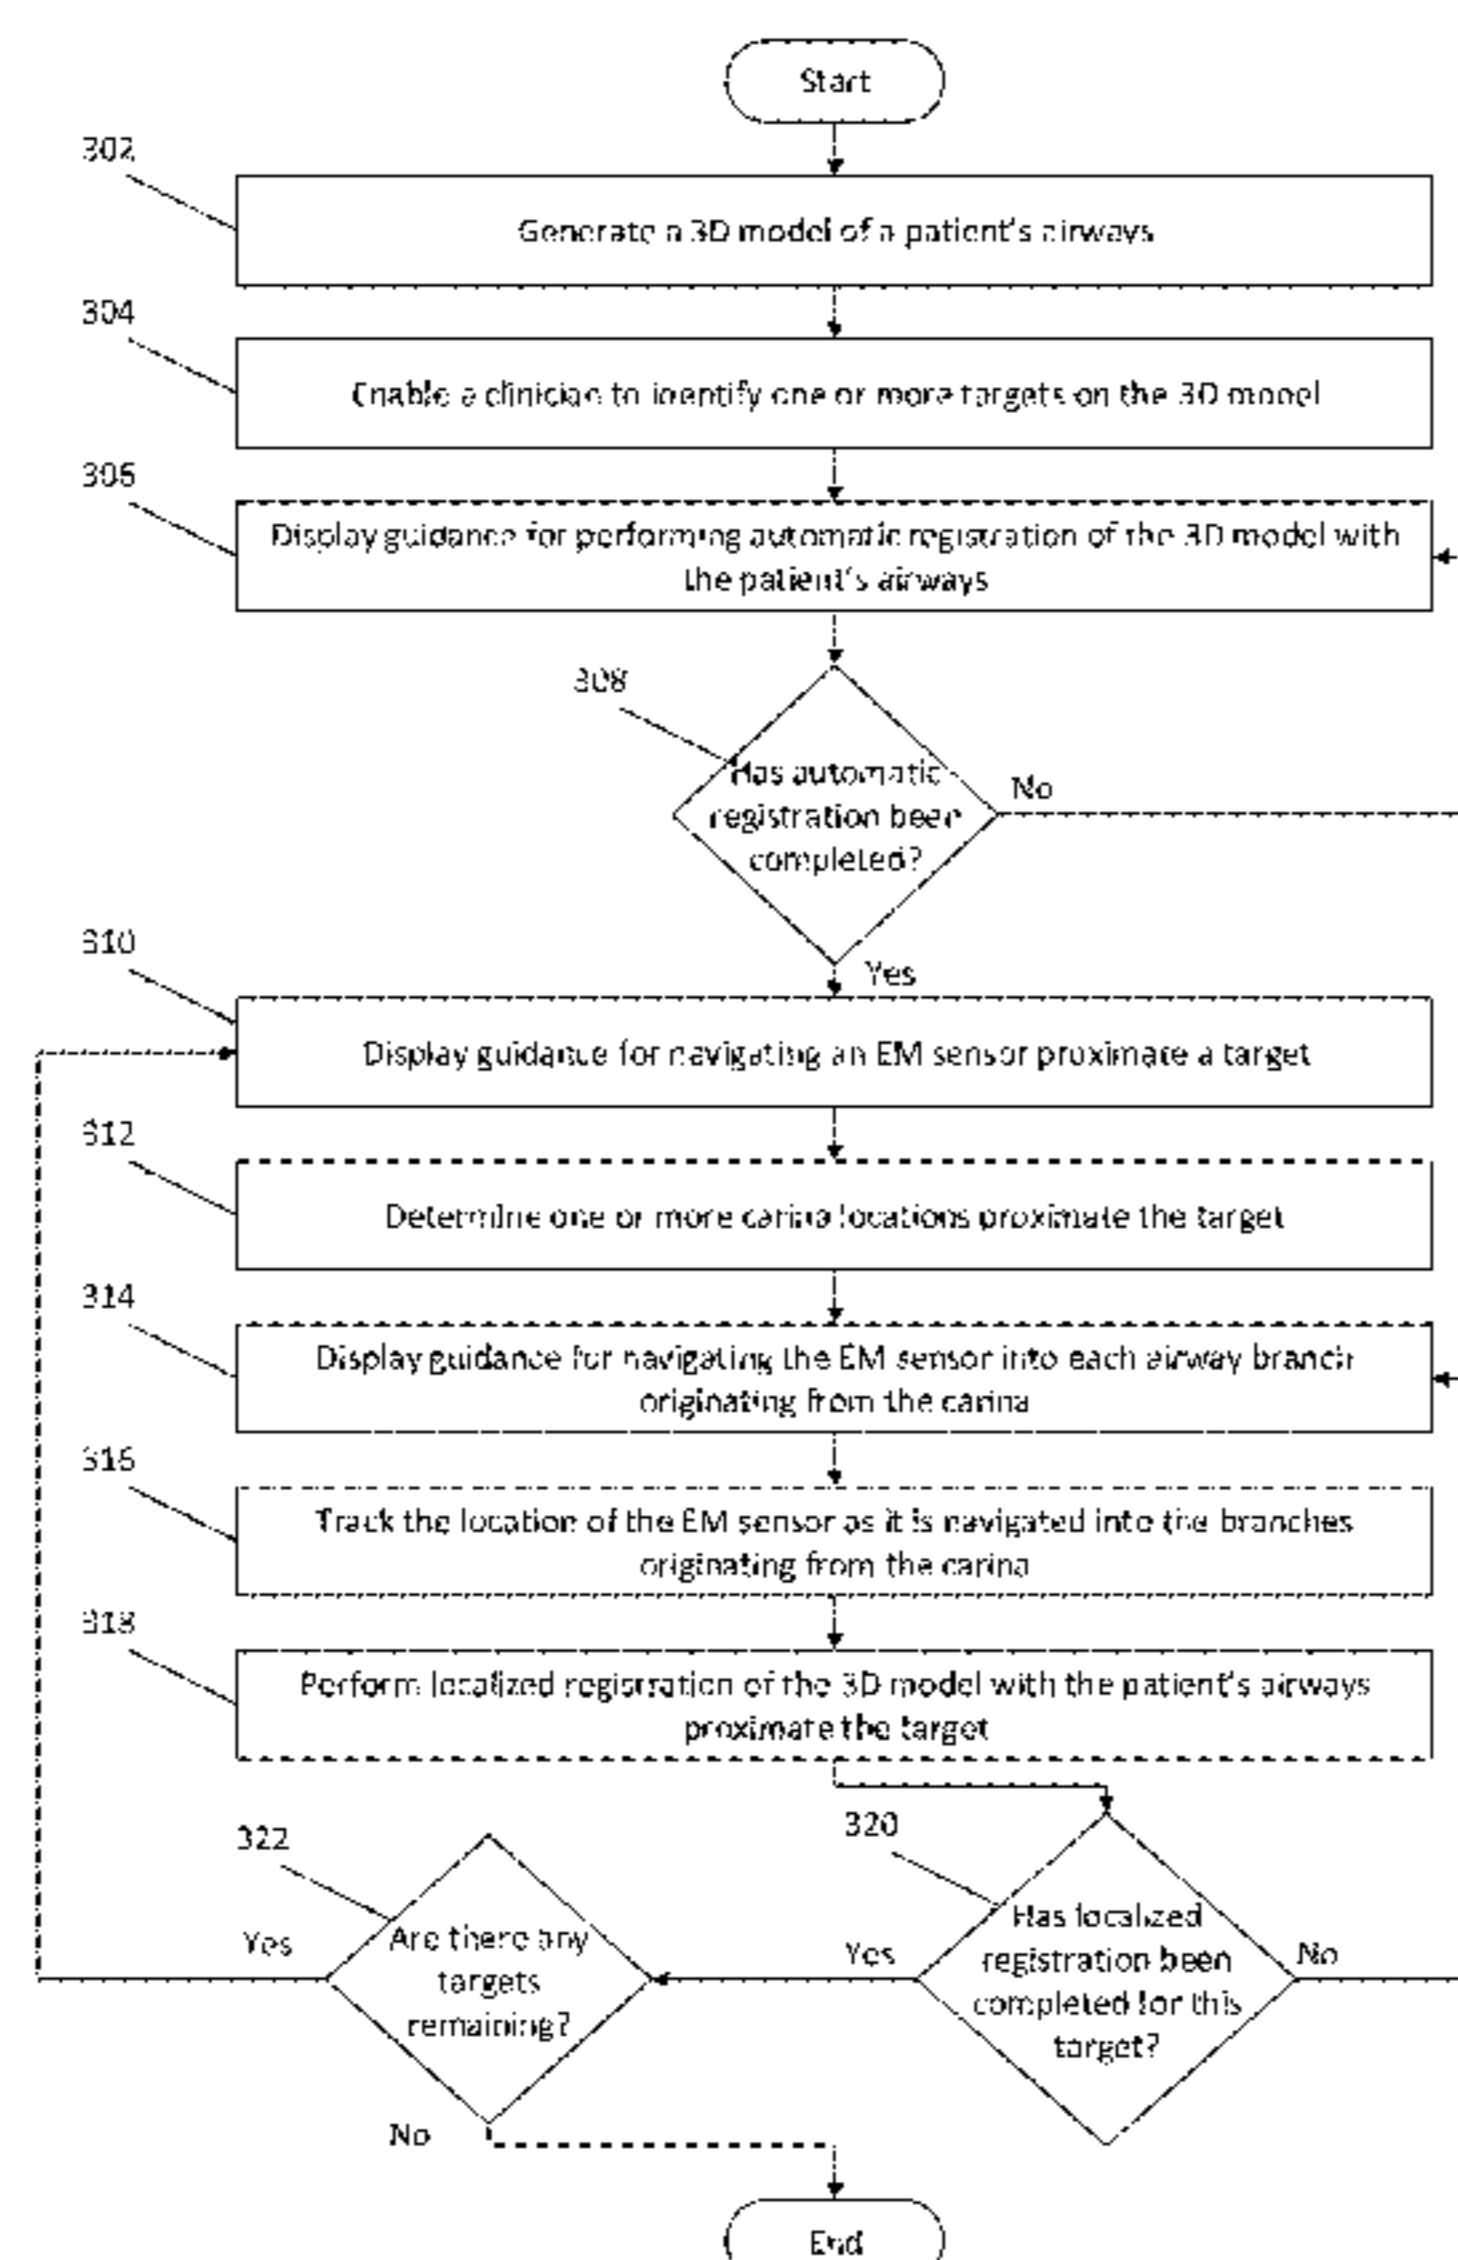 Start
302
Generate a 3D model of a patient's airways
304
Enable a clinician to identify one or more targets on the 3D model
306
Display guidance for performing automatic registration of the 3D model with
the patient's airways
308
Has automatic
registration been
completed?
No
Yes
310
Display guidance for navigating an EM sensor proximate a target
312
Determine one or more carina locations proximate the target
314
Display guidance for navigating the EM sensor into each airway branch
originating from the carina
316
Track the location of the EM sensor as it is navigated into the branches
originating from the carina
318
Perform localized registration of the 3D model with the patient's airways
proximate the target
320
322
Has localized
registration been
completed for this
target?
No
Yes
Are there any
targets
remaining?
Yes
No
End